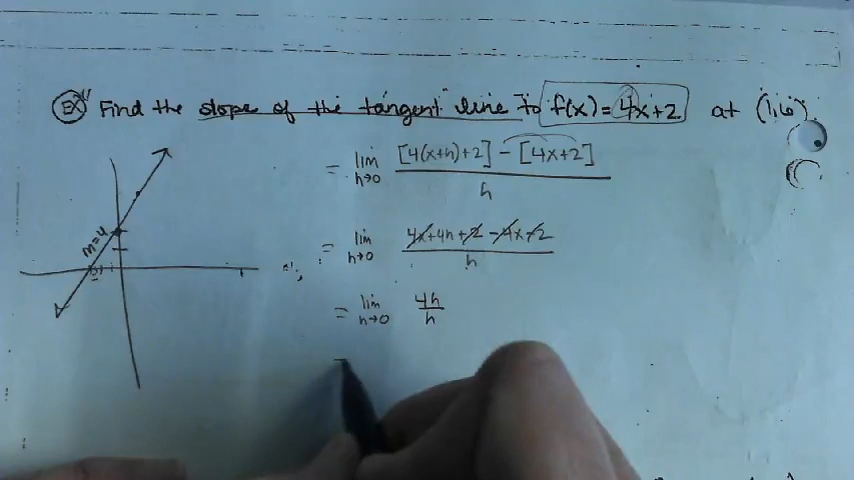 EX Find the slope of the "tangent" line to f(x)=4x+2 at (1,6).
= lim h→0 [4(x+h)+2] - [4x+2] / h
m=4
= lim h→0 4x+4h+2-4x-2 / h
= lim h→0 4h / h
=